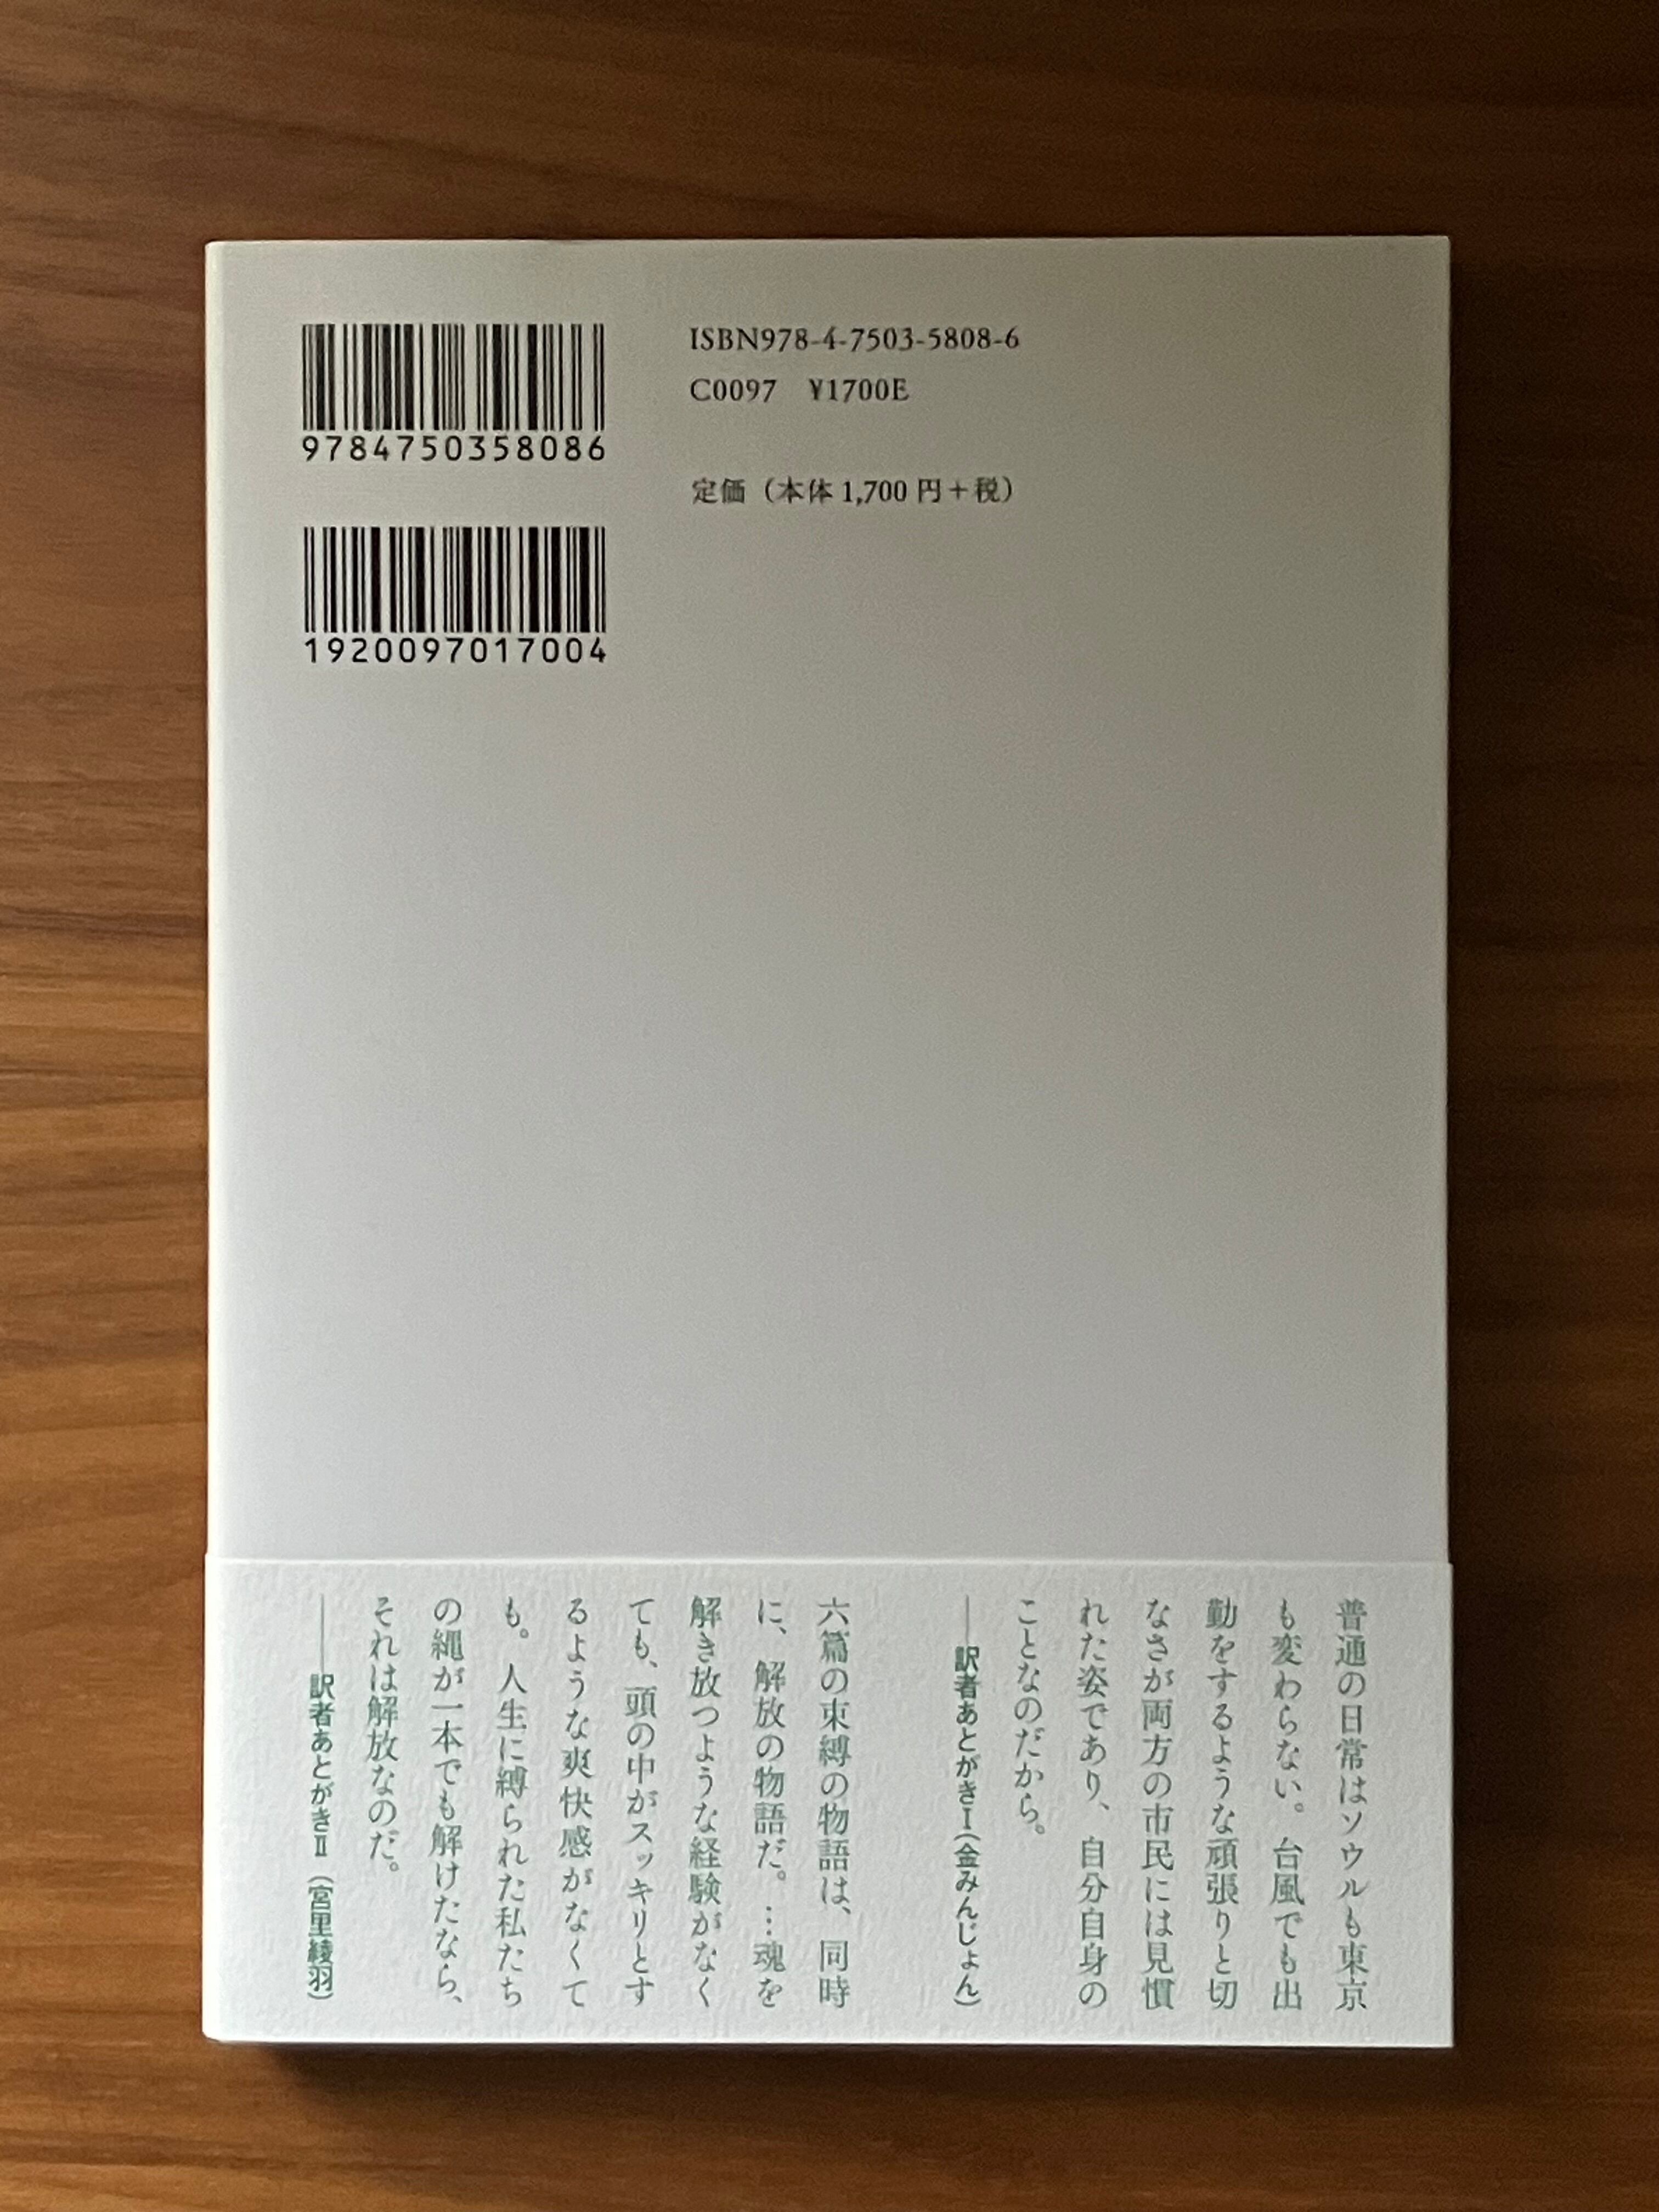 9784750358086
1920097017004
ISBN978-4-7503-5808-6
C0097　¥1700E
定価（本体1,700円＋税）
普通の日常はソウルも東京
も変わらない。台風でも出
勤をするような頑張りと切
なさが両方の市民には見慣
れた姿であり、自分自身の
ことなのだから。
――訳者あとがきⅠ（金みんじょん）
六篇の束縛の物語は、同時
に、解放の物語だ。…魂を
解き放つような経験がなく
ても、頭の中がスッキリとす
るような爽快感がなくて
も。人生に縛られた私たち
の縄が一本でも解けたなら、
それは解放なのだ。
――訳者あとがきⅡ（宮里綾羽）